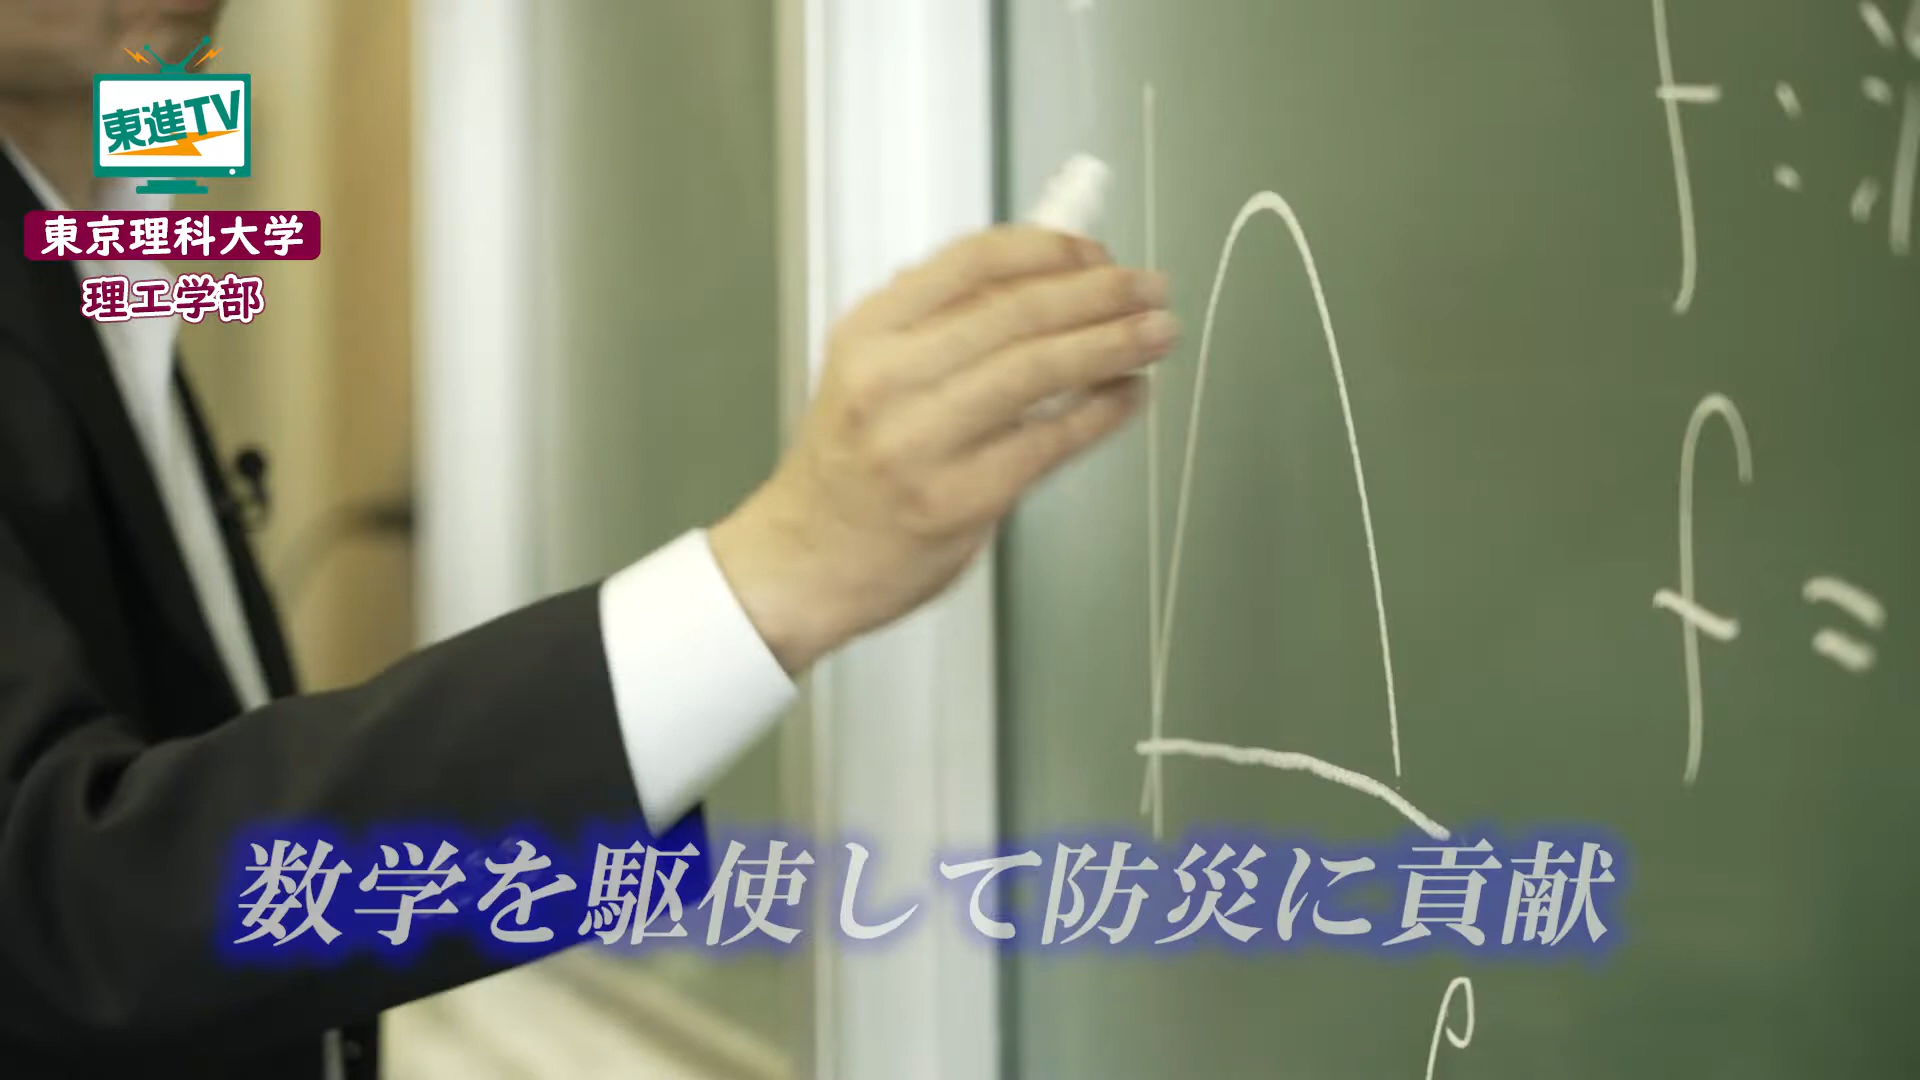 東進TV
東京理科大学
理工学部
数学を駆使して防災に貢献
f =